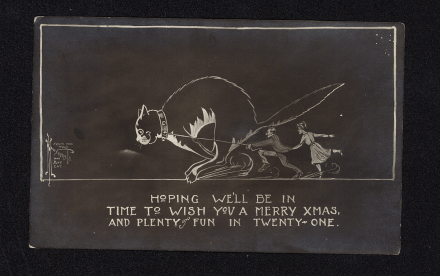 HOPING WE'LL BE IN
TIME TO WISH YOU A MERRY XMAS,
AND PLENTY of FUN IN TWENTY-ONE.